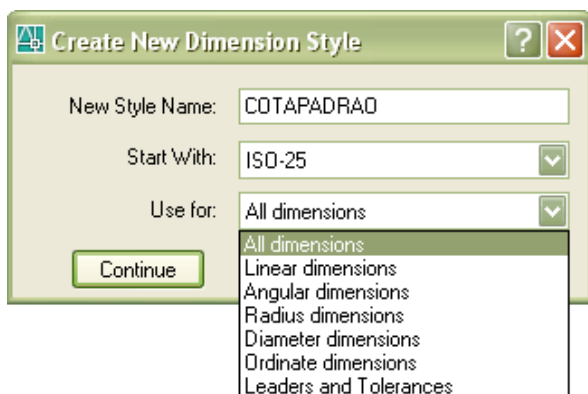 Create New Dimension Style
New Style Name: COTAPADRAO
Start With: ISO-25
Use for: All dimensions
All dimensions
Continue
Linear dimensions
Angular dimensions
Radius dimensions
Diameter dimensions
Ordinate dimensions
Leaders and Tolerances